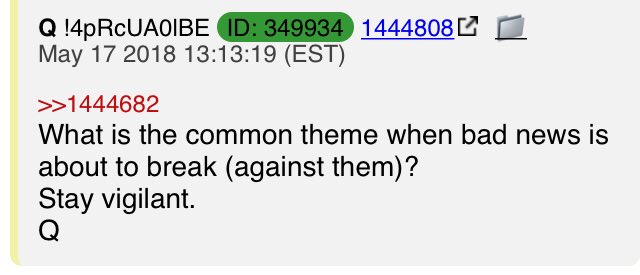 Q !4pRcUA0lBE ID: 349934 1444808
May 17 2018 13:13:19 (EST)
>>1444682
What is the common theme when bad news is
about to break (against them)?
Stay vigilant.
Q